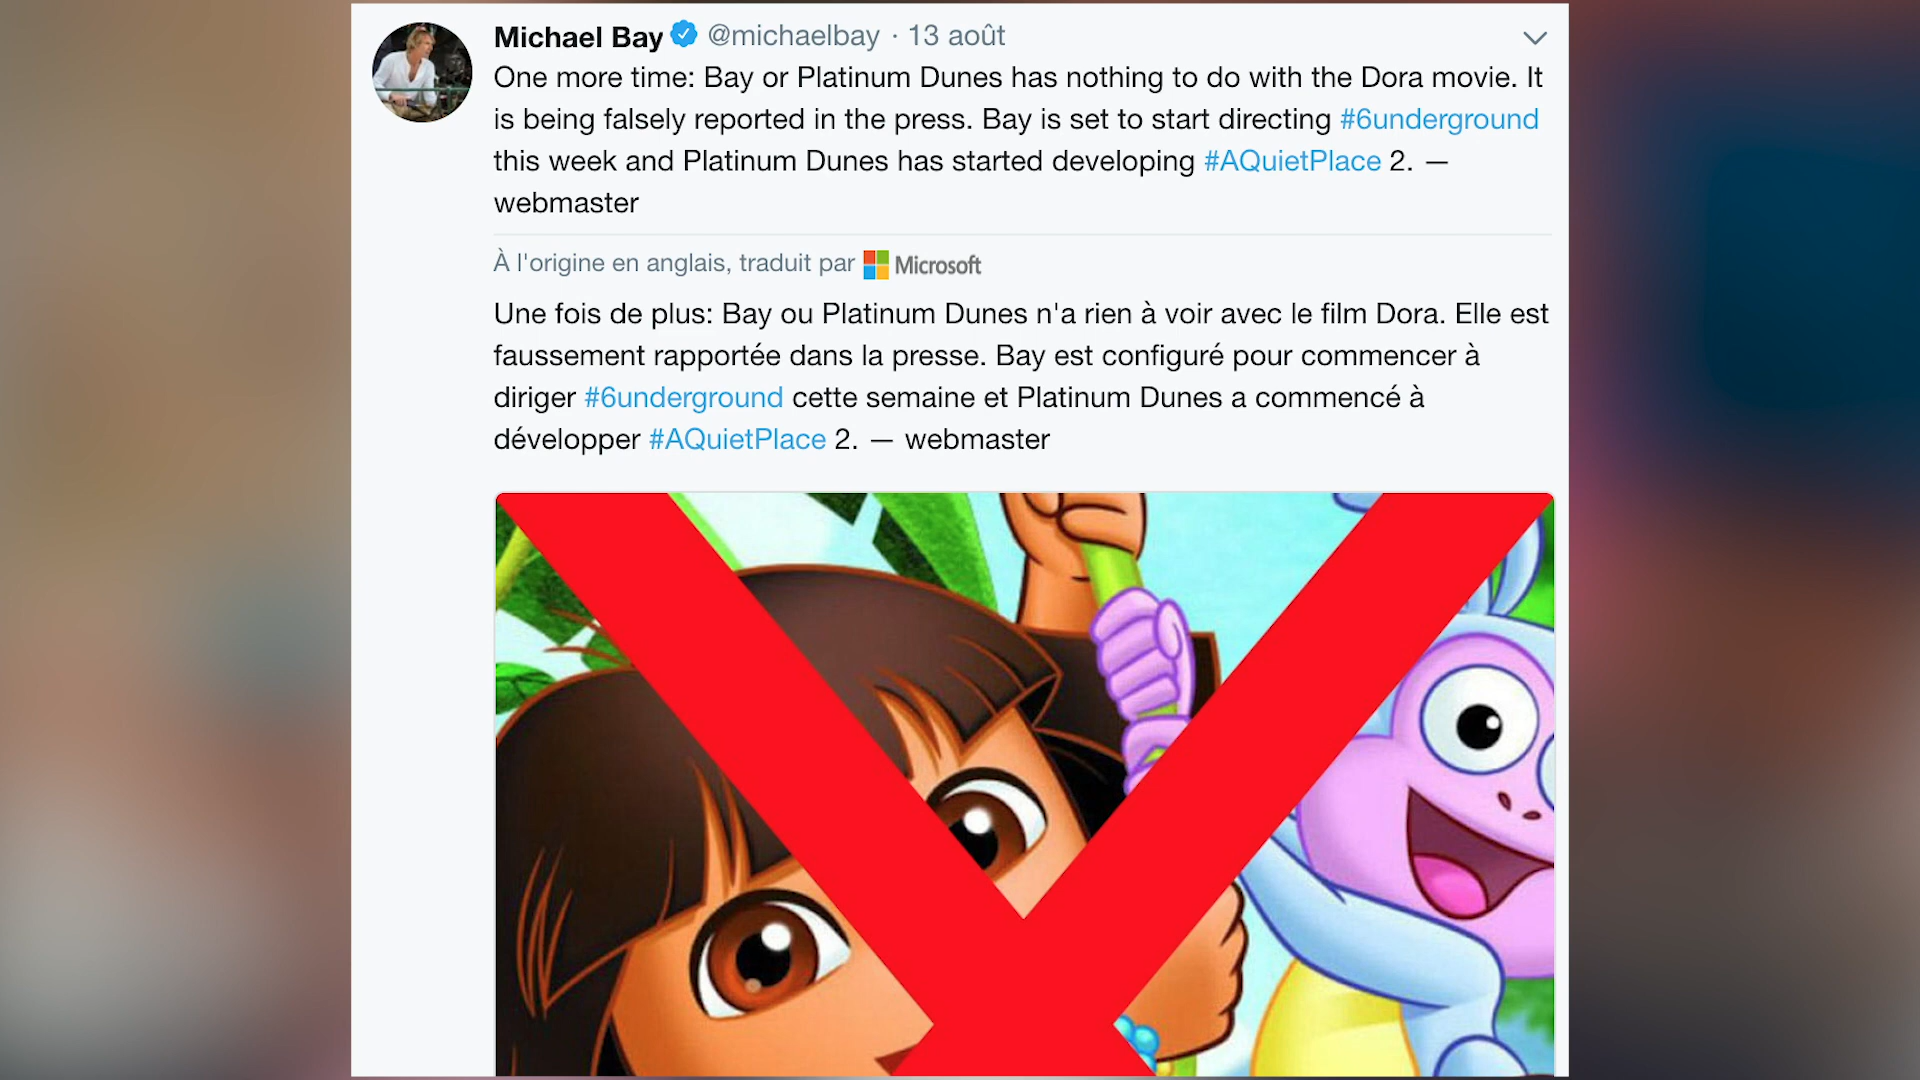 Michael Bay @michaelbay · 13 août
One more time: Bay or Platinum Dunes has nothing to do with the Dora movie. It
is being falsely reported in the press. Bay is set to start directing #6underground
this week and Platinum Dunes has started developing #AQuietPlace 2. —
webmaster
À l'origine en anglais, traduit par Microsoft
Une fois de plus: Bay ou Platinum Dunes n'a rien à voir avec le film Dora. Elle est
faussement rapportée dans la presse. Bay est configuré pour commencer à
diriger #6underground cette semaine et Platinum Dunes a commencé à
développer #AQuietPlace 2. — webmaster